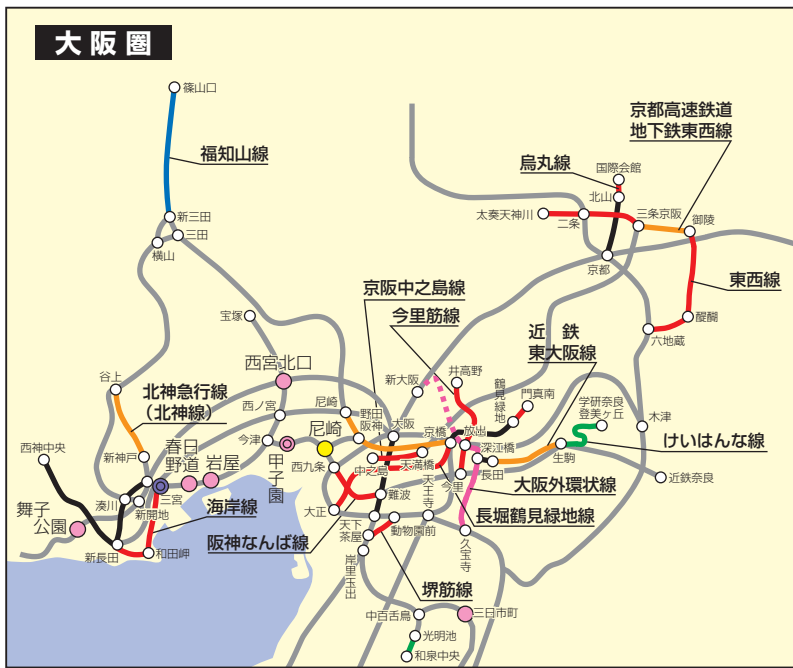 大阪圏
篠山口
福知山線
新三田
三田
横山
京都高速鉄道
地下鉄東西線
烏丸線
国際会館
北山
太奏天神川
二条
三条京阪
御陵
京都
東西線
醍醐
六地蔵
京阪中之島線
今里筋線
近鉄
東大阪線
宝塚
西宮北口
新大阪
井高野
鶴見緑地
門真南
学研奈良
登美ヶ丘
木津
けいはんな線
谷上
北神急行線
（北神線）
西ノ宮
尼崎
野田阪神
大阪
京橋
放出
深江橋
生駒
近鉄奈良
西神中央
新神戸
春日野道
岩屋
今津
甲子園
尼崎
西九条
中之島
天満橋
天王寺
今里
長田
大阪外環状線
長堀鶴見緑地線
湊川
三宮
新開地
海岸線
舞子公園
大正
難波
阪神なんば線
天下茶屋
動物園前
久宝寺
新長田
和田岬
岸里玉出
堺筋線
中百舌鳥
三日市町
光明池
和泉中央